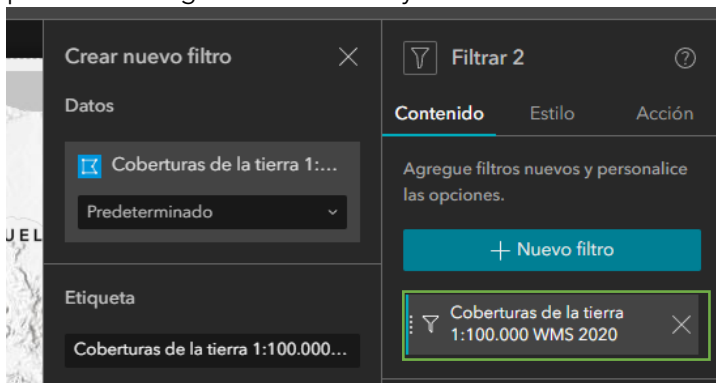 Crear nuevo filtro
Datos
Coberturas de la tierra 1:...
Predeterminado
Etiqueta
Coberturas de la tierra 1:100.000...
Filtrar 2
Contenido Estilo Acción
Agregue filtros nuevos y personalice
las opciones.
+ Nuevo filtro
Coberturas de la tierra
1:100.000 WMS 2020
UEL